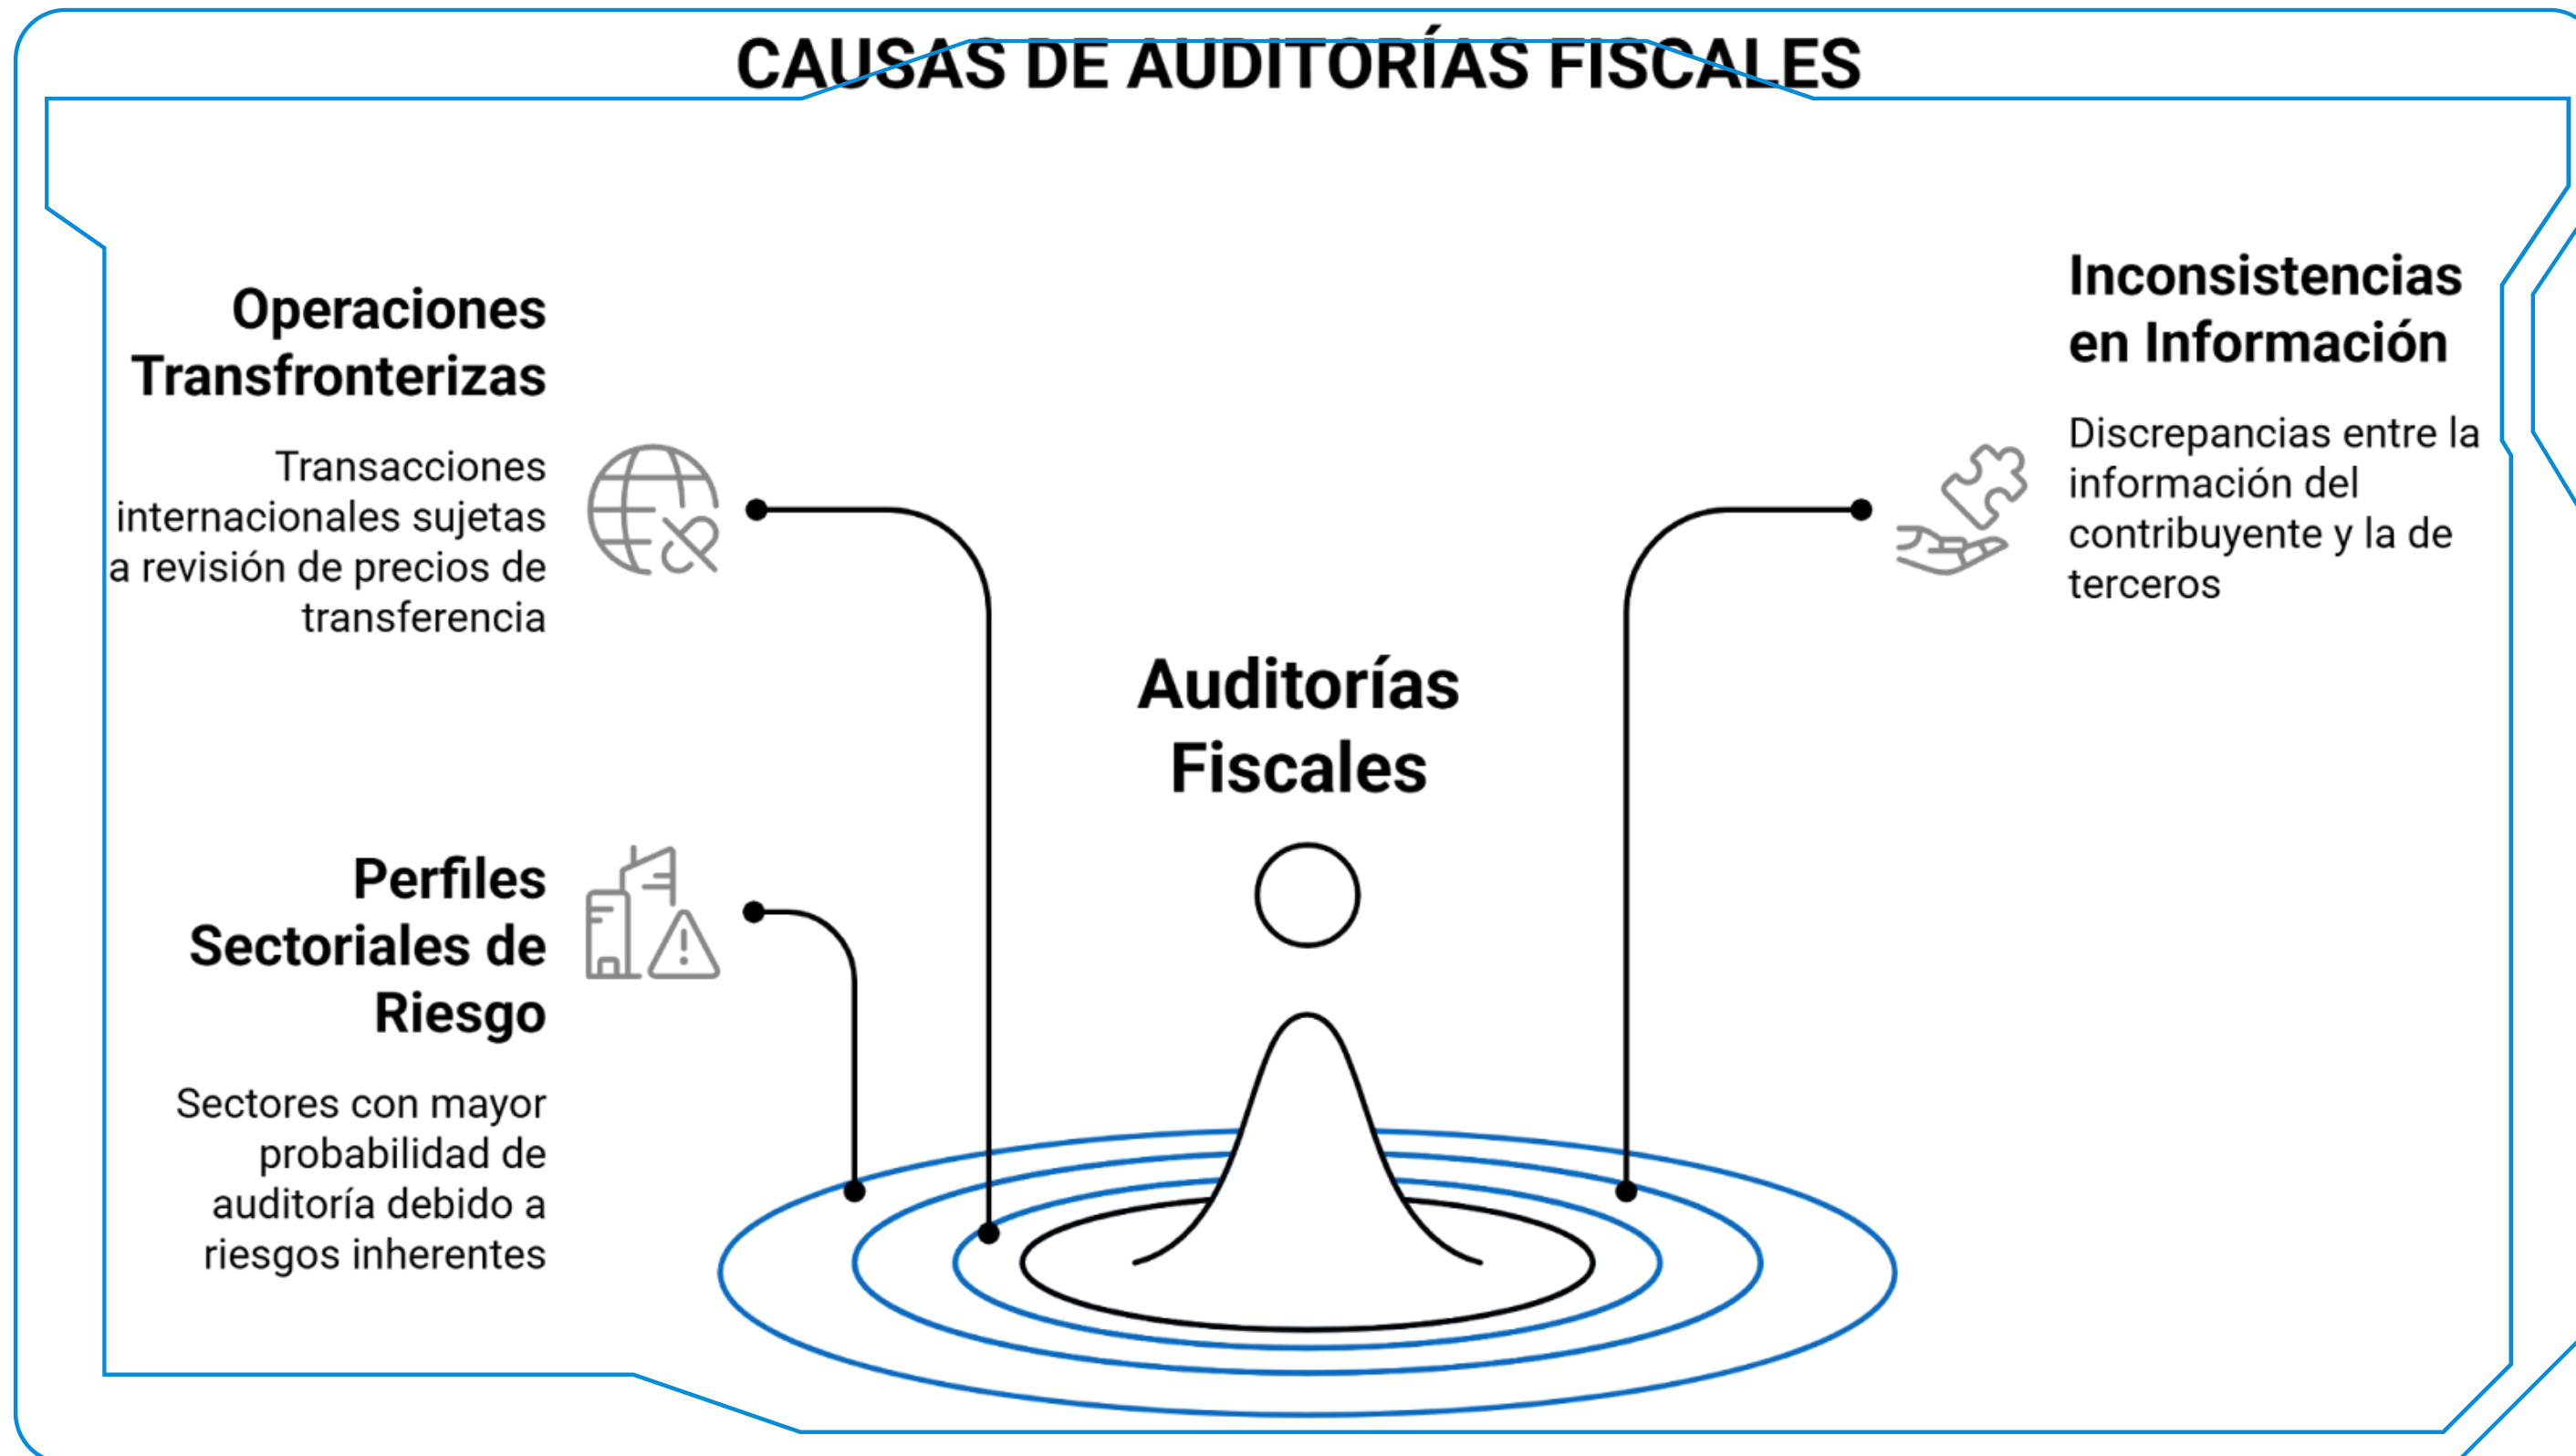 CAUSAS DE AUDITORÍAS FISCALES
Operaciones
Transfronterizas
Transacciones
internacionales sujetas
a revisión de precios de
transferencia
Inconsistencias
en Información
Discrepancias entre la
información del
contribuyente y la de
terceros
Auditorías
Fiscales
Perfiles
Sectoriales de
Riesgo
Sectores con mayor
probabilidad de
auditoría debido a
riesgos inherentes